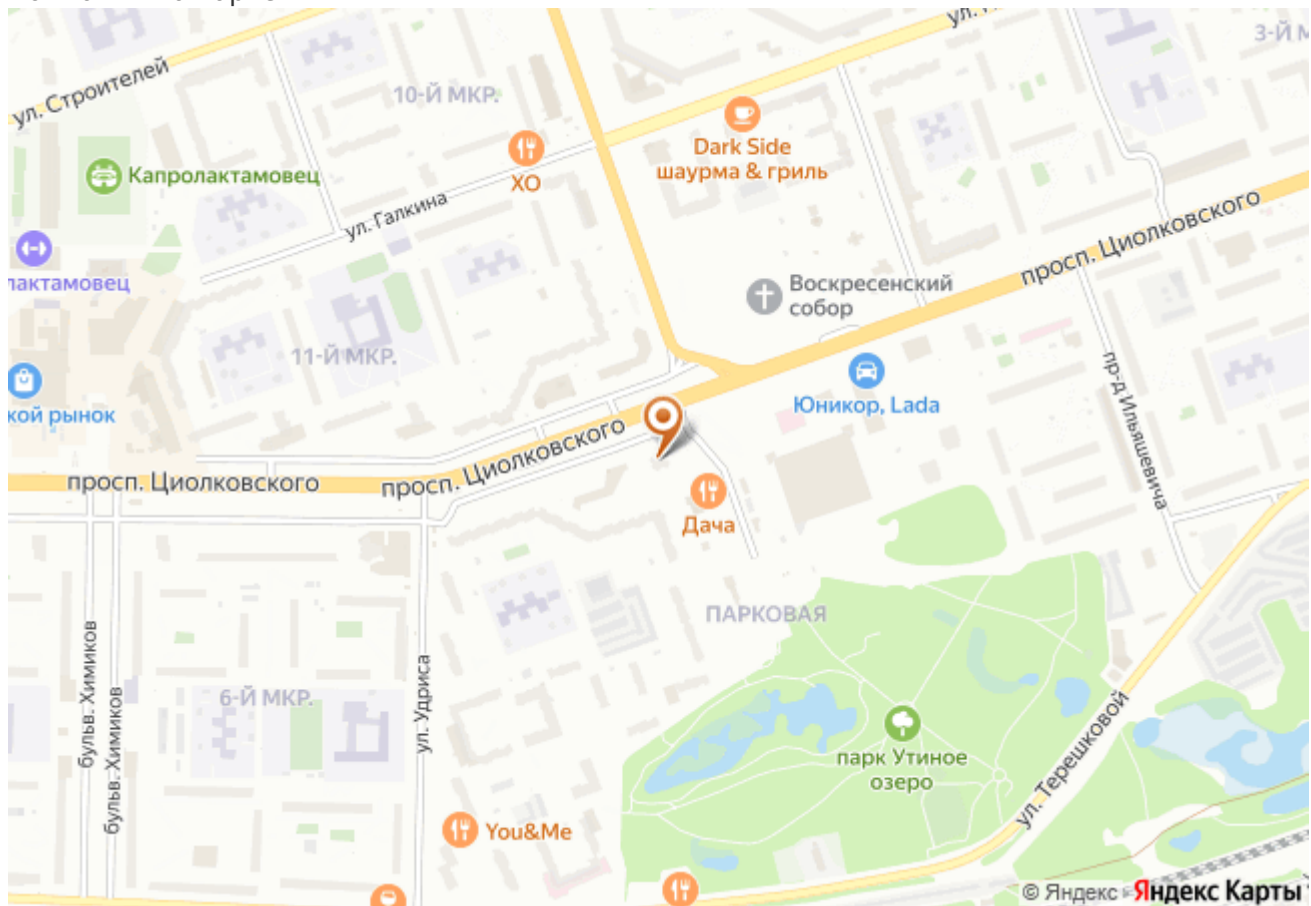 ул. Строителей
10-Й МКР.
3-Й М
Dark Side
шаурма & гриль
Капролактамовец
ХО
ул. Галкина
просп. Циолковского
лактамовец
Воскресенский
собор
11-Й МКР.
Юникор, Lada
пр-д Ильяшевича
кой рынок
просп. Циолковского
просп. Циолковского
Дача
ПАРКОВАЯ
бульв. Химиков
бульв. Химиков
6-Й МКР.
ул. Удриса
парк Утиное
озеро
ул. Терешковой
You&Me
© Яндекс
Яндекс Карты